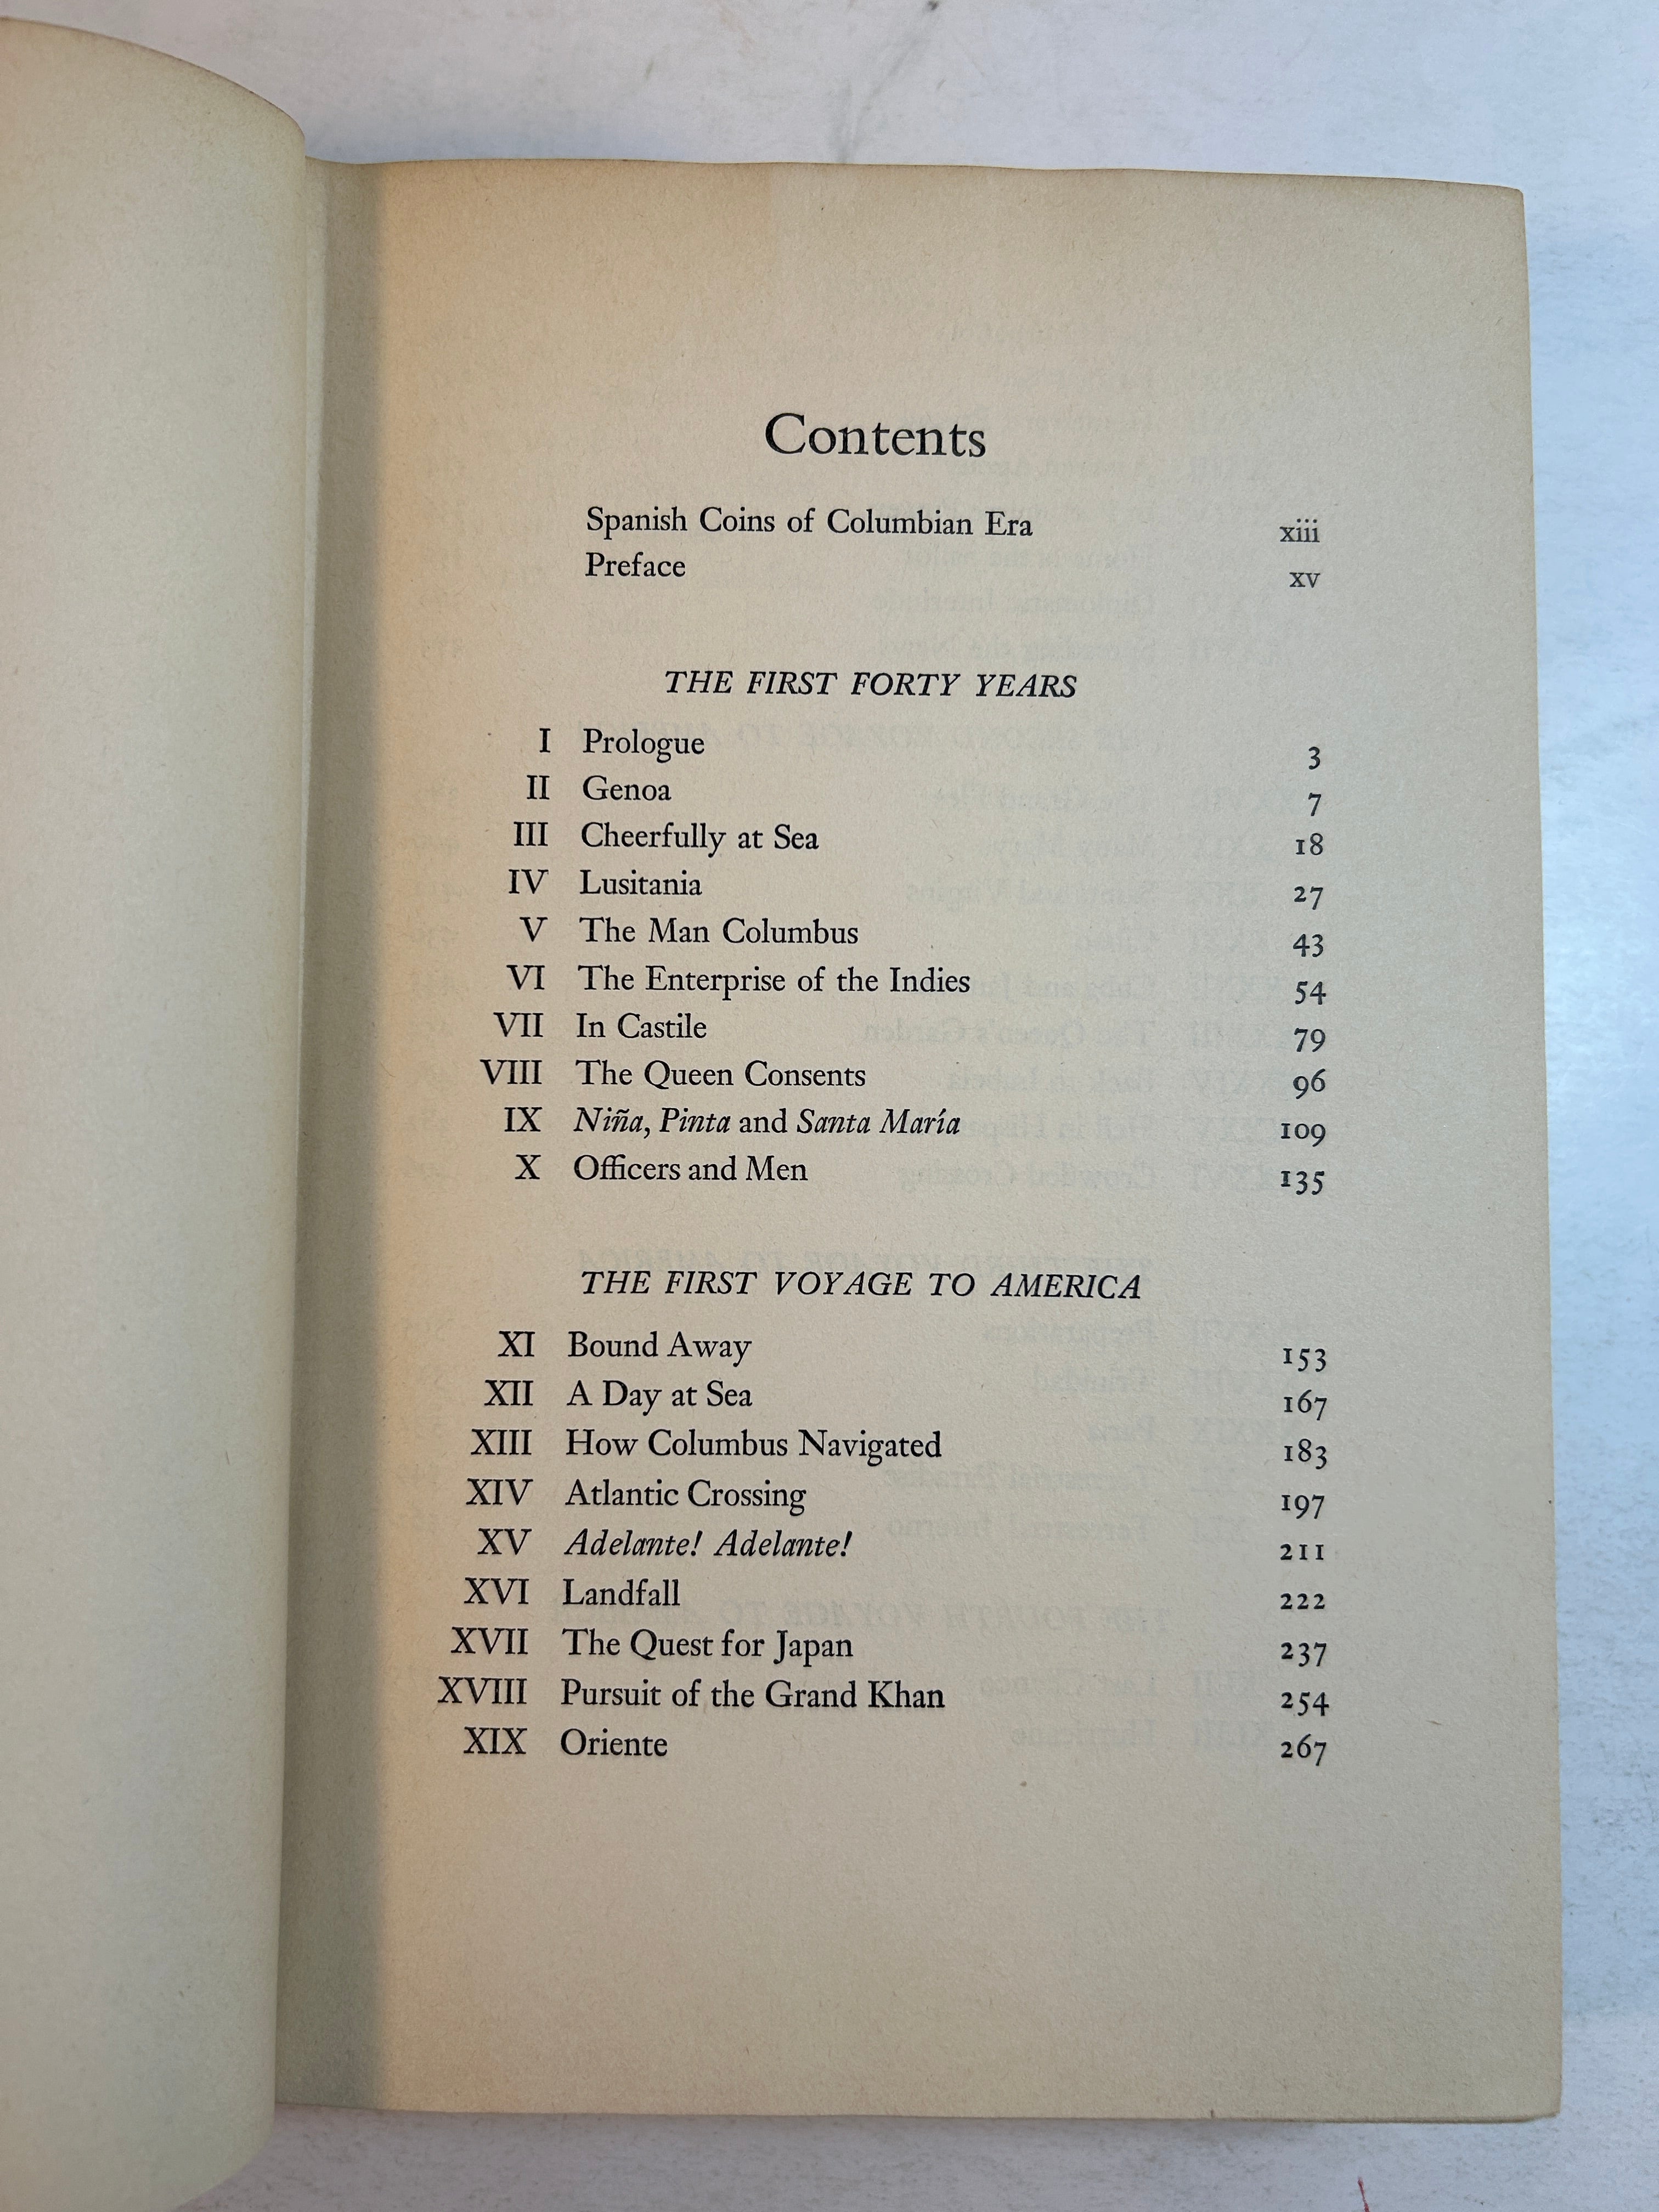 Contents
Spanish Coins of Columbian Era xiii
Preface xv
THE FIRST FORTY YEARS
I Prologue 3
II Genoa 7
III Cheerfully at Sea 18
IV Lusitania 27
V The Man Columbus 43
VI The Enterprise of the Indies 54
VII In Castile 79
VIII The Queen Consents 96
IX Niña, Pinta and Santa María 109
X Officers and Men 135
THE FIRST VOYAGE TO AMERICA
XI Bound Away 153
XII A Day at Sea 167
XIII How Columbus Navigated 183
XIV Atlantic Crossing 197
XV Adelante! Adelante! 211
XVI Landfall 222
XVII The Quest for Japan 237
XVIII Pursuit of the Grand Khan 254
XIX Oriente 267